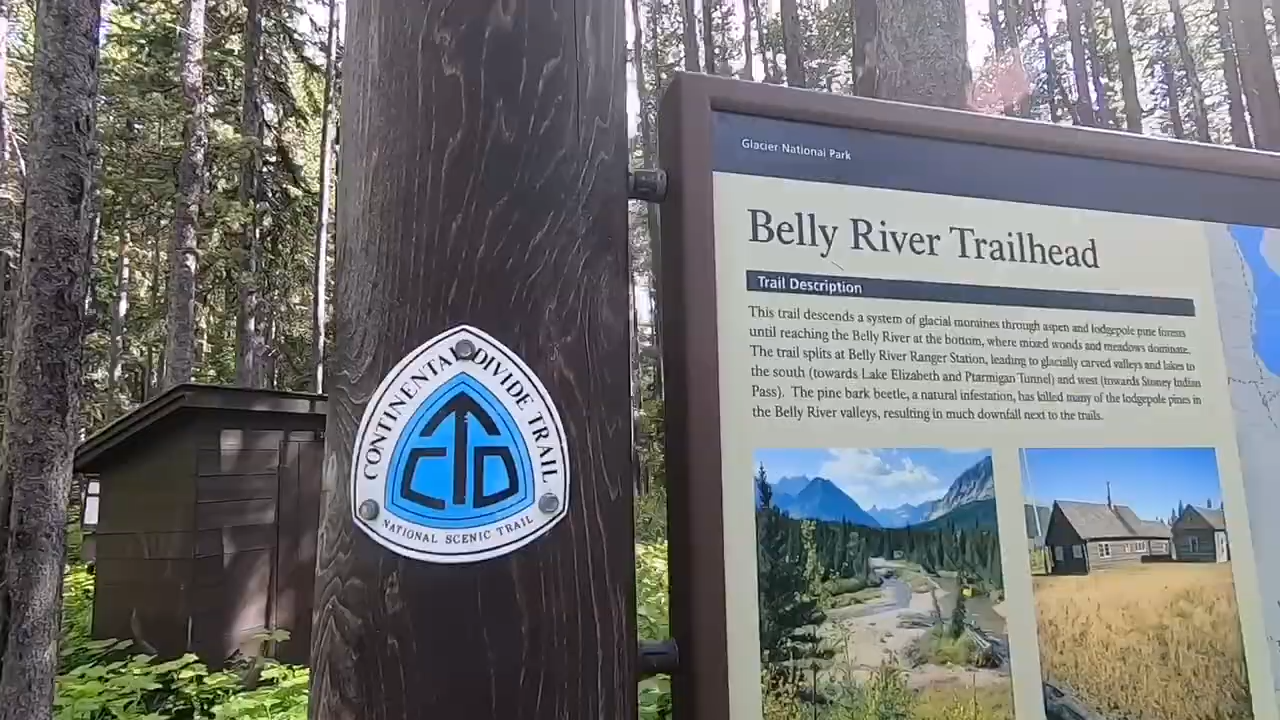 CONTINENTAL DIVIDE TRAIL
CTD
NATIONAL SCENIC TRAIL
Glacier National Park
Belly River Trailhead
Trail Description
This trail descends a system of glacial moraines through aspen and lodgepole pine forests
until reaching the Belly River at the bottom, where mixed woods and meadows dominate.
The trail splits at Belly River Ranger Station, leading to glacially carved valleys and lakes to
the south (towards Lake Elizabeth and Ptarmigan Tunnel) and west (towards Stoney Indian
Pass). The pine bark beetle, a natural infestation, has killed many of the lodgepole pines in
the Belly River valleys, resulting in much downfall next to the trails.